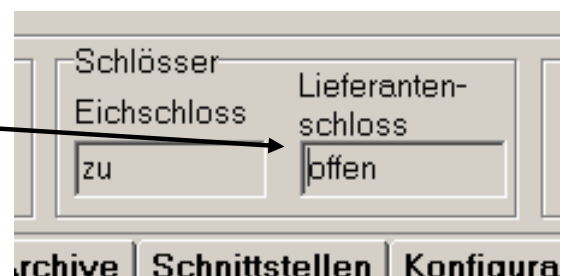 Schlösser
Eichschloss
Lieferanten-
schloss
zu
offen
Schnittstellen